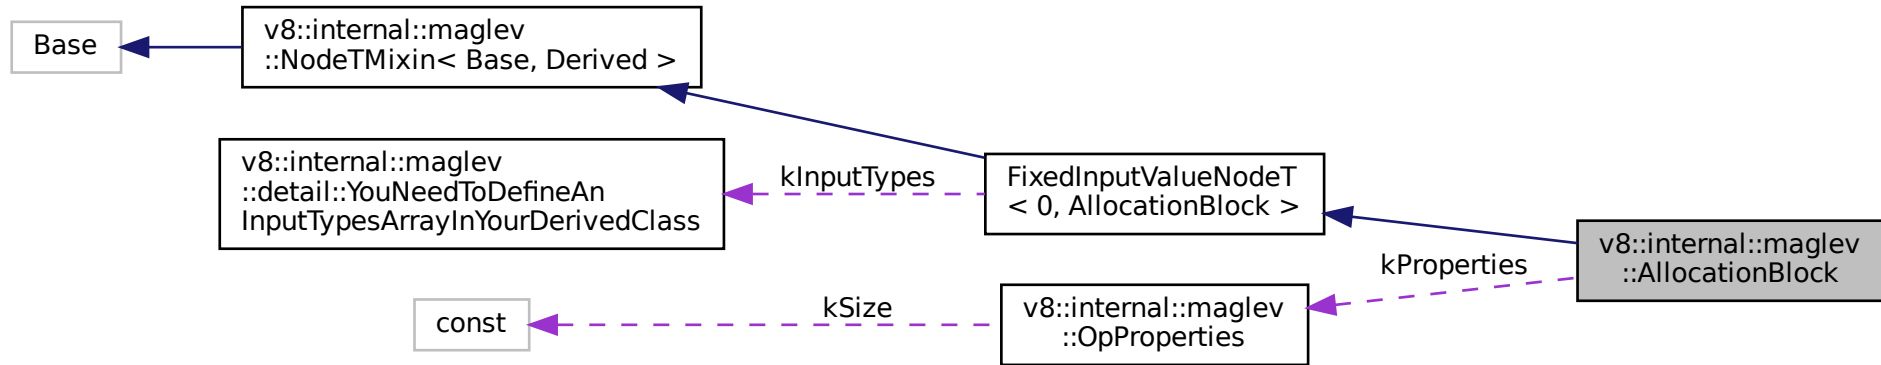 Base
v8::internal::maglev
::NodeTMixin< Base, Derived >
v8::internal::maglev
::detail::YouNeedToDefineAn
InputTypesArrayInYourDerivedClass
kInputTypes
FixedInputValueNodeT
< 0, AllocationBlock >
v8::internal::maglev
::AllocationBlock
kProperties
const
kSize
v8::internal::maglev
::OpProperties